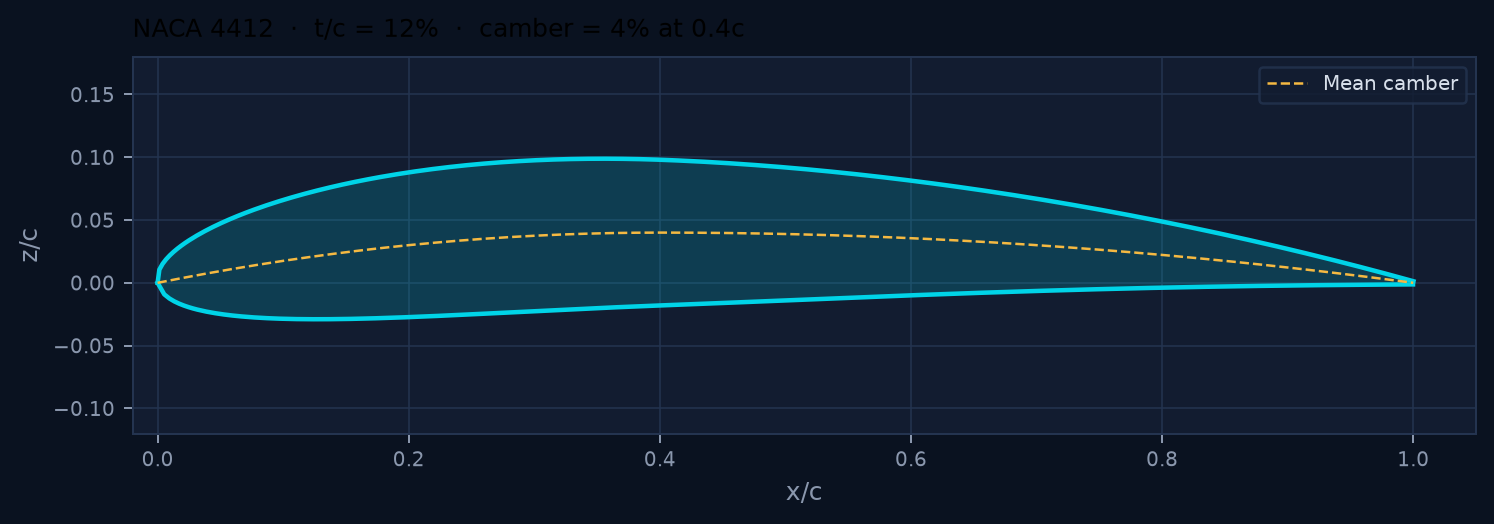 NACA 4412 · t/c = 12% · camber = 4% at 0.4c
Mean camber
0.15
0.10
0.05
0.00
−0.05
−0.10
z/c
0.0 0.2 0.4 0.6 0.8 1.0
x/c